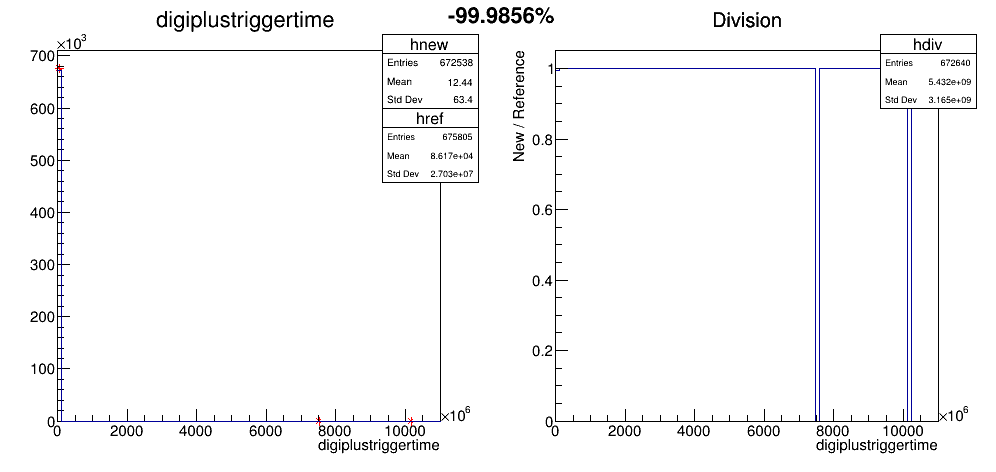 digiplustriggertime
-99.9856%
Division
×10³
700
600
500
400
300
200
100
0
0 2000 4000 6000 8000 10000
×10⁶
digiplustriggertime
hnew
Entries 672538
Mean 12.44
Std Dev 63.4
href
Entries 675805
Mean 8.617e+04
Std Dev 2.703e+07
New / Reference
1
0.8
0.6
0.4
0.2
0
0 2000 4000 6000 8000 10000
×10⁶
digiplustriggertime
hdiv
Entries 672640
Mean 5.432e+09
Std Dev 3.165e+09